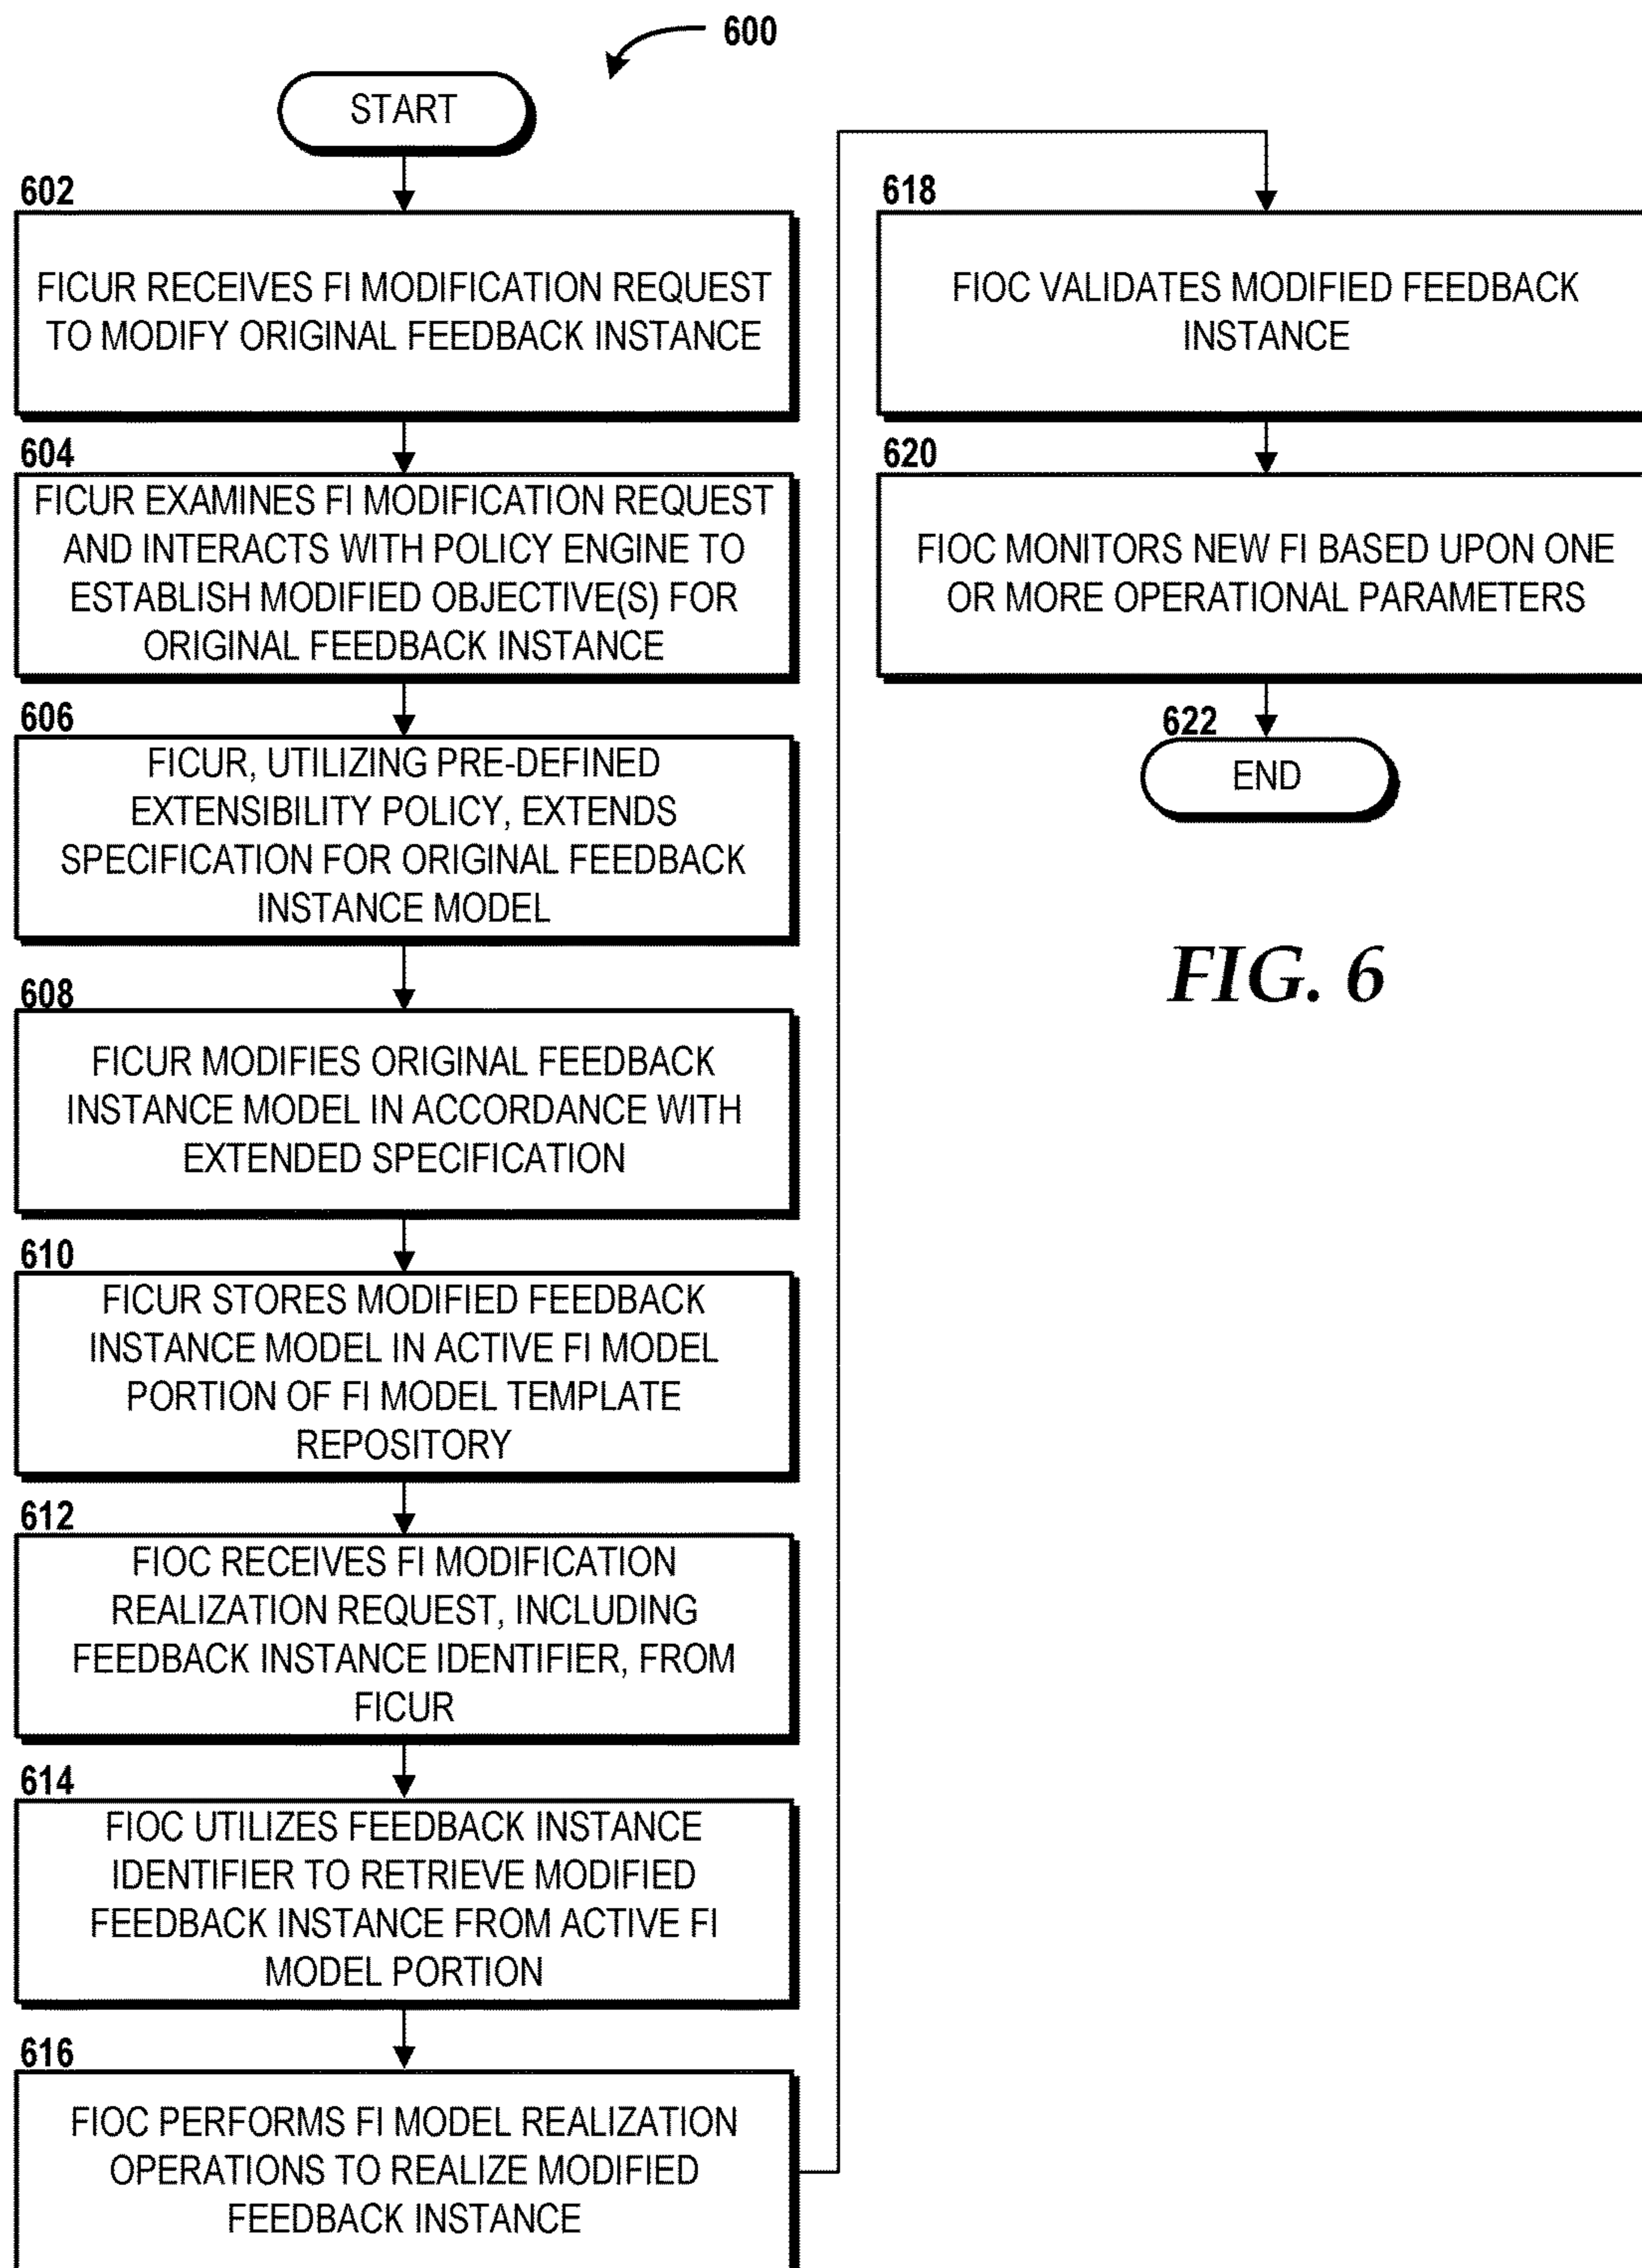 600
START
602
FICUR RECEIVES FI MODIFICATION REQUEST
TO MODIFY ORIGINAL FEEDBACK INSTANCE
604
FICUR EXAMINES FI MODIFICATION REQUEST
AND INTERACTS WITH POLICY ENGINE TO
ESTABLISH MODIFIED OBJECTIVE(S) FOR
ORIGINAL FEEDBACK INSTANCE
606
FICUR, UTILIZING PRE-DEFINED
EXTENSIBILITY POLICY, EXTENDS
SPECIFICATION FOR ORIGINAL FEEDBACK
INSTANCE MODEL
608
FICUR MODIFIES ORIGINAL FEEDBACK
INSTANCE MODEL IN ACCORDANCE WITH
EXTENDED SPECIFICATION
610
FICUR STORES MODIFIED FEEDBACK
INSTANCE MODEL IN ACTIVE FI MODEL
PORTION OF FI MODEL TEMPLATE
REPOSITORY
612
FIOC RECEIVES FI MODIFICATION
REALIZATION REQUEST, INCLUDING
FEEDBACK INSTANCE IDENTIFIER, FROM
FICUR
614
FIOC UTILIZES FEEDBACK INSTANCE
IDENTIFIER TO RETRIEVE MODIFIED
FEEDBACK INSTANCE FROM ACTIVE FI
MODEL PORTION
616
FIOC PERFORMS FI MODEL REALIZATION
OPERATIONS TO REALIZE MODIFIED
FEEDBACK INSTANCE
618
FIOC VALIDATES MODIFIED FEEDBACK
INSTANCE
620
FIOC MONITORS NEW FI BASED UPON ONE
OR MORE OPERATIONAL PARAMETERS
622
END
FIG. 6